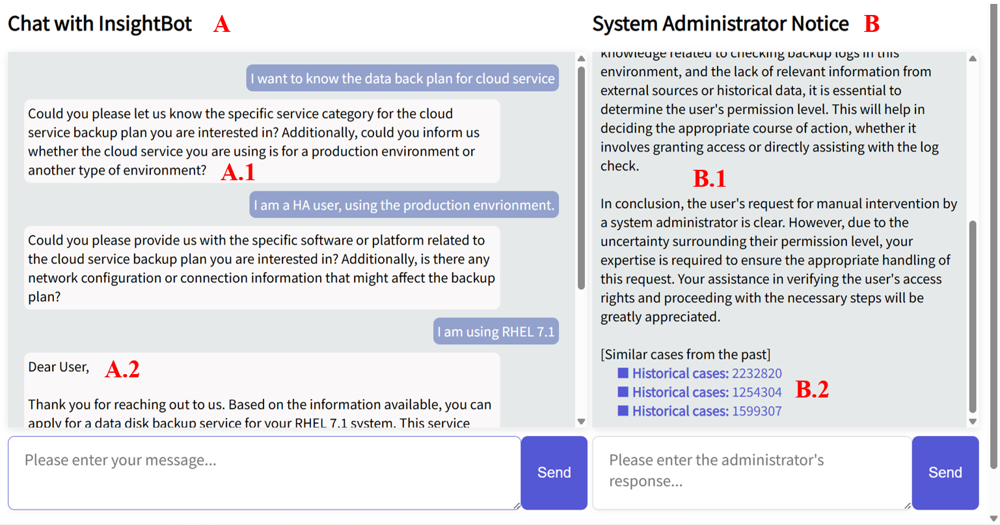 Chat with InsightBot A
I want to know the data back plan for cloud service
Could you please let us know the specific service category for the cloud
service backup plan you are interested in? Additionally, could you inform us
whether the cloud service you are using is for a production environment or
another type of environment? A.1
I am a HA user, using the production envrionment.
Could you please provide us with the specific software or platform related to
the cloud service backup plan you are interested in? Additionally, is there any
network configuration or connection information that might affect the backup
plan?
I am using RHEL 7.1
Dear User, A.2
Thank you for reaching out to us. Based on the information available, you can
apply for a data disk backup service for your RHEL 7.1 system. This service
Please enter your message...
Send
System Administrator Notice B
knowledge related to checking backup logs in this
environment, and the lack of relevant information from
external sources or historical data, it is essential to
determine the user's permission level. This will help in
deciding the appropriate course of action, whether it
involves granting access or directly assisting with the log
check.
B.1
In conclusion, the user's request for manual intervention by
a system administrator is clear. However, due to the
uncertainty surrounding their permission level, your
expertise is required to ensure the appropriate handling of
this request. Your assistance in verifying the user's access
rights and proceeding with the necessary steps will be
greatly appreciated.
[Similar cases from the past]
Historical cases: 2232820
Historical cases: 1254304 B.2
Historical cases: 1599307
Please enter the administrator's
response...
Send